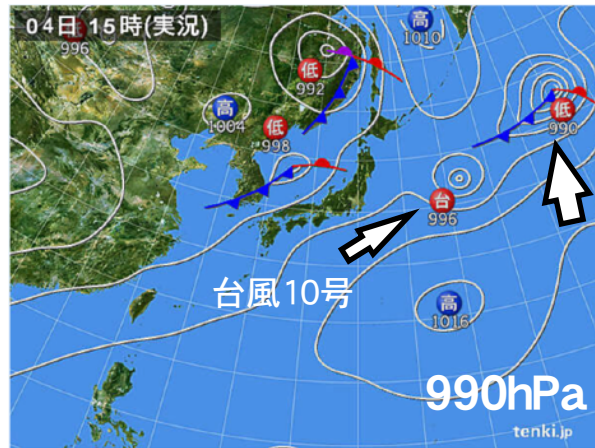 04日 15時(実況)
低
996
高
1010
低
992
高
1004
低
998
低
990
台
996
台風10号
高
1016
990hPa
tenki.jp